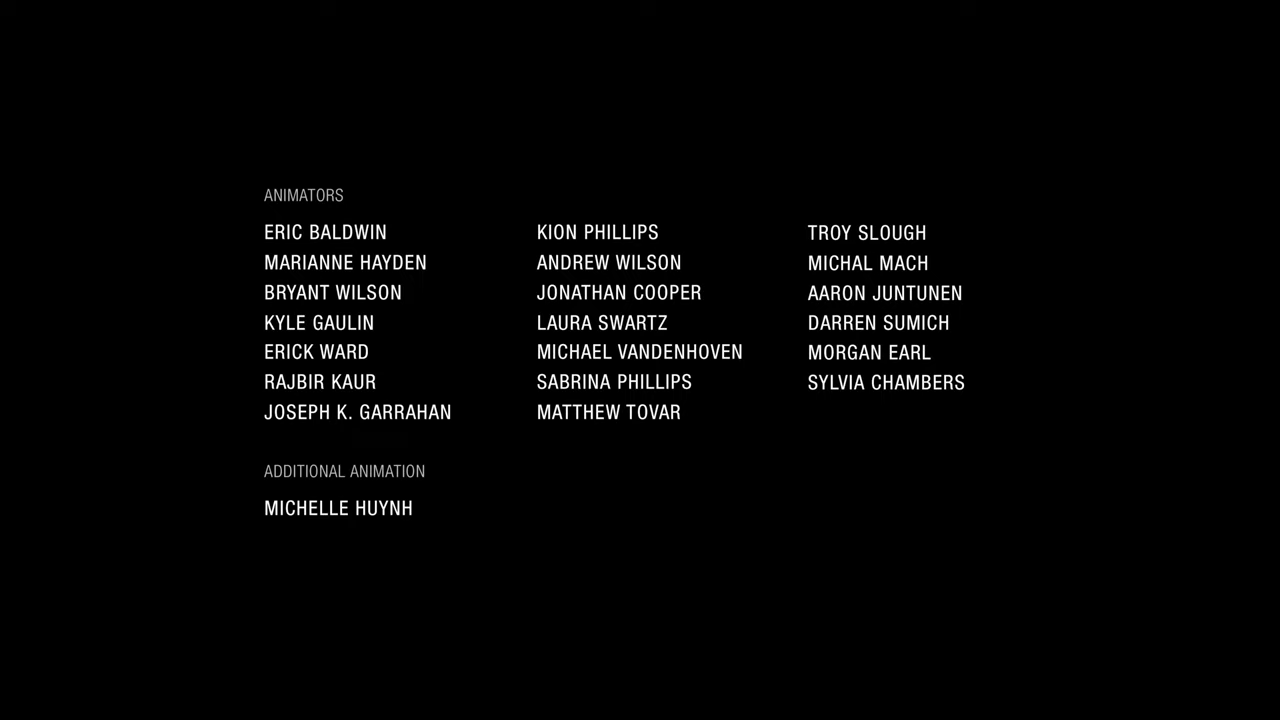 ANIMATORS
ERIC BALDWIN
MARIANNE HAYDEN
BRYANT WILSON
KYLE GAULIN
ERICK WARD
RAJBIR KAUR
JOSEPH K. GARRAHAN
KION PHILLIPS
ANDREW WILSON
JONATHAN COOPER
LAURA SWARTZ
MICHAEL VANDENHOVEN
SABRINA PHILLIPS
MATTHEW TOVAR
TROY SLOUGH
MICHAL MACH
AARON JUNTUNEN
DARREN SUMICH
MORGAN EARL
SYLVIA CHAMBERS
ADDITIONAL ANIMATION
MICHELLE HUYNH